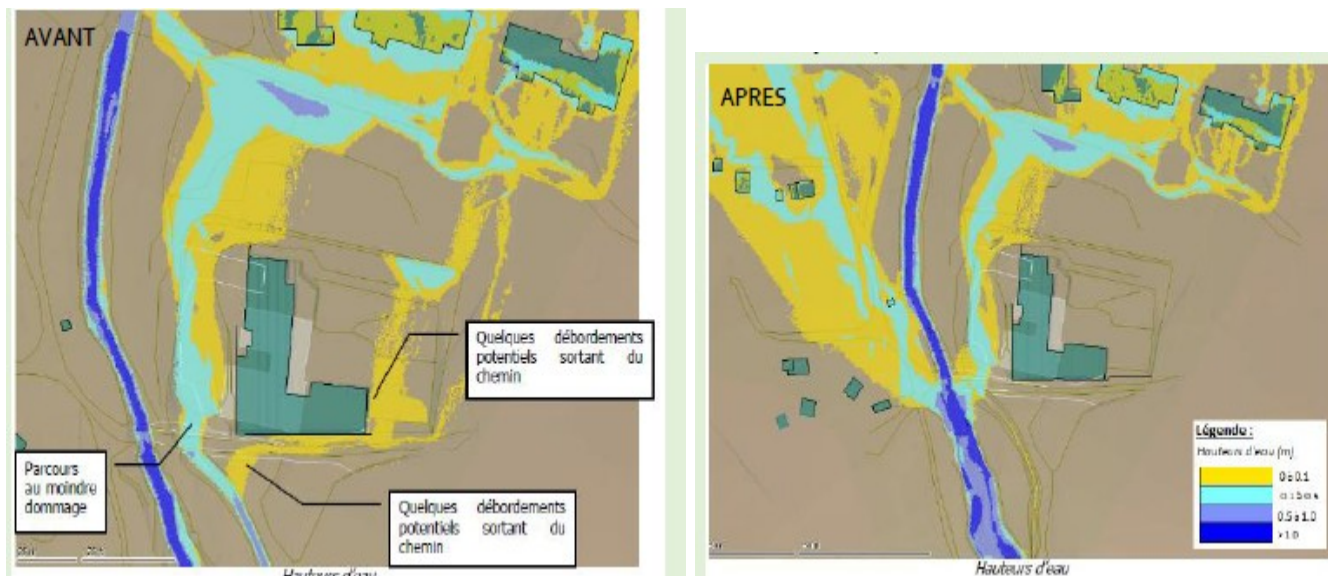 AVANT
Quelques débordements
potentiels sortant du
chemin
Parcours
au moindre
dommage
Quelques débordements
potentiels sortant du
chemin
Hauteurs d'eau
APRES
Légende :
Hauteurs d'eau (m)
0 à 0.1
0.5 à 1.0
> 1.0
Hauteurs d'eau